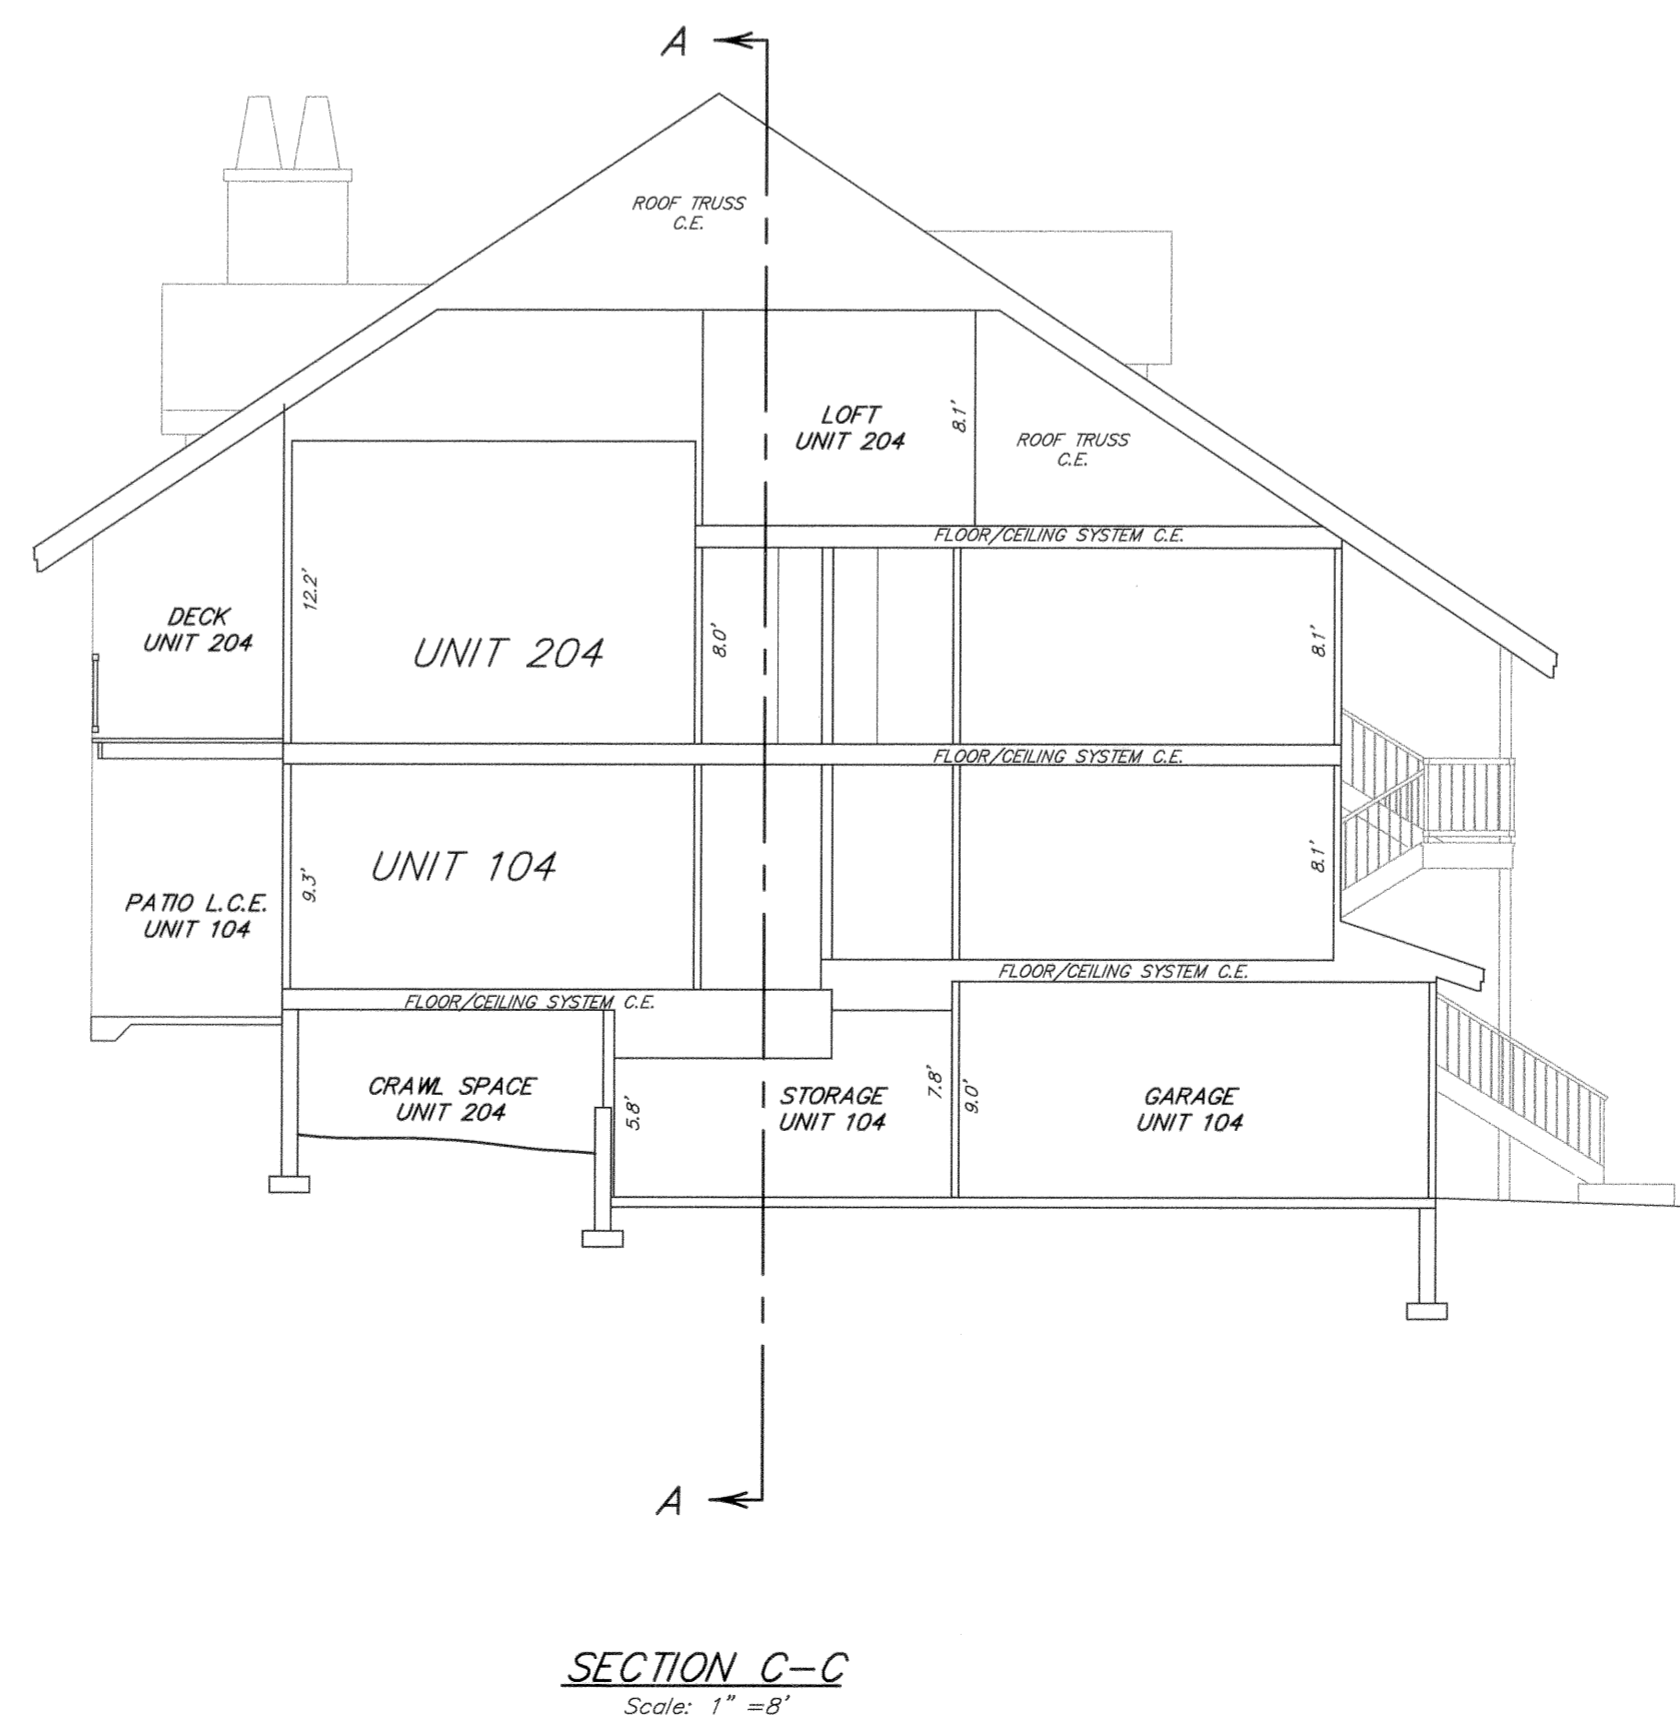 A
ROOF TRUSS
C.E.
LOFT
UNIT 204
8.1'
ROOF TRUSS
C.E.
FLOOR/CEILING SYSTEM C.E.
DECK
UNIT 204
12.2'
UNIT 204
8.0'
8.1'
FLOOR/CEILING SYSTEM C.E.
PATIO L.C.E.
UNIT 104
9.3'
UNIT 104
8.1'
FLOOR/CEILING SYSTEM C.E.
FLOOR/CEILING SYSTEM C.E.
CRAWL SPACE
UNIT 204
5.8'
STORAGE
UNIT 104
7.8'
9.0'
GARAGE
UNIT 104
A
SECTION C-C
Scale: 1" =8'